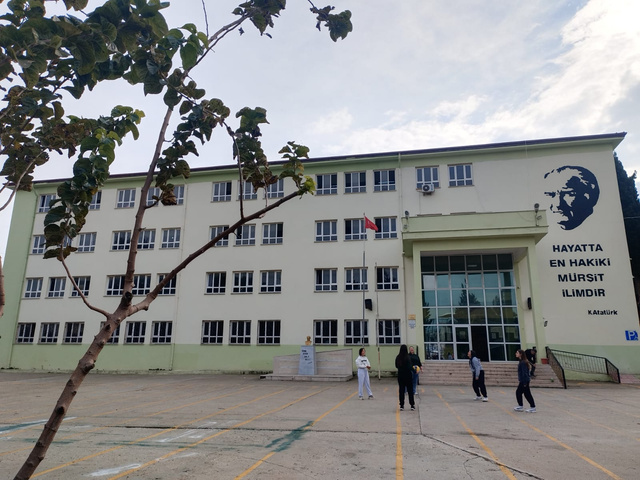 HAYATTA
EN HAKİKİ
MÜRŞİT
İLİMDİR
K.Atatürk
P